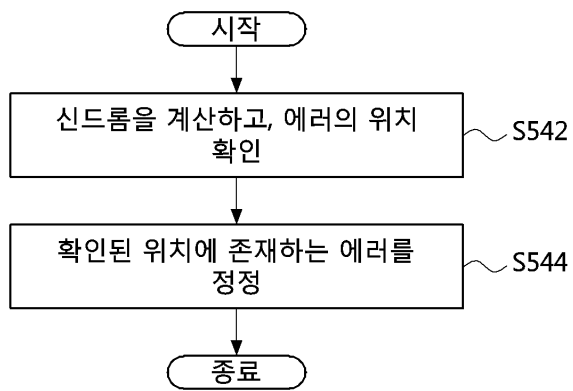 시작
신드롬을 계산하고, 에러의 위치
확인
S542
확인된 위치에 존재하는 에러를
정정
S544
종료